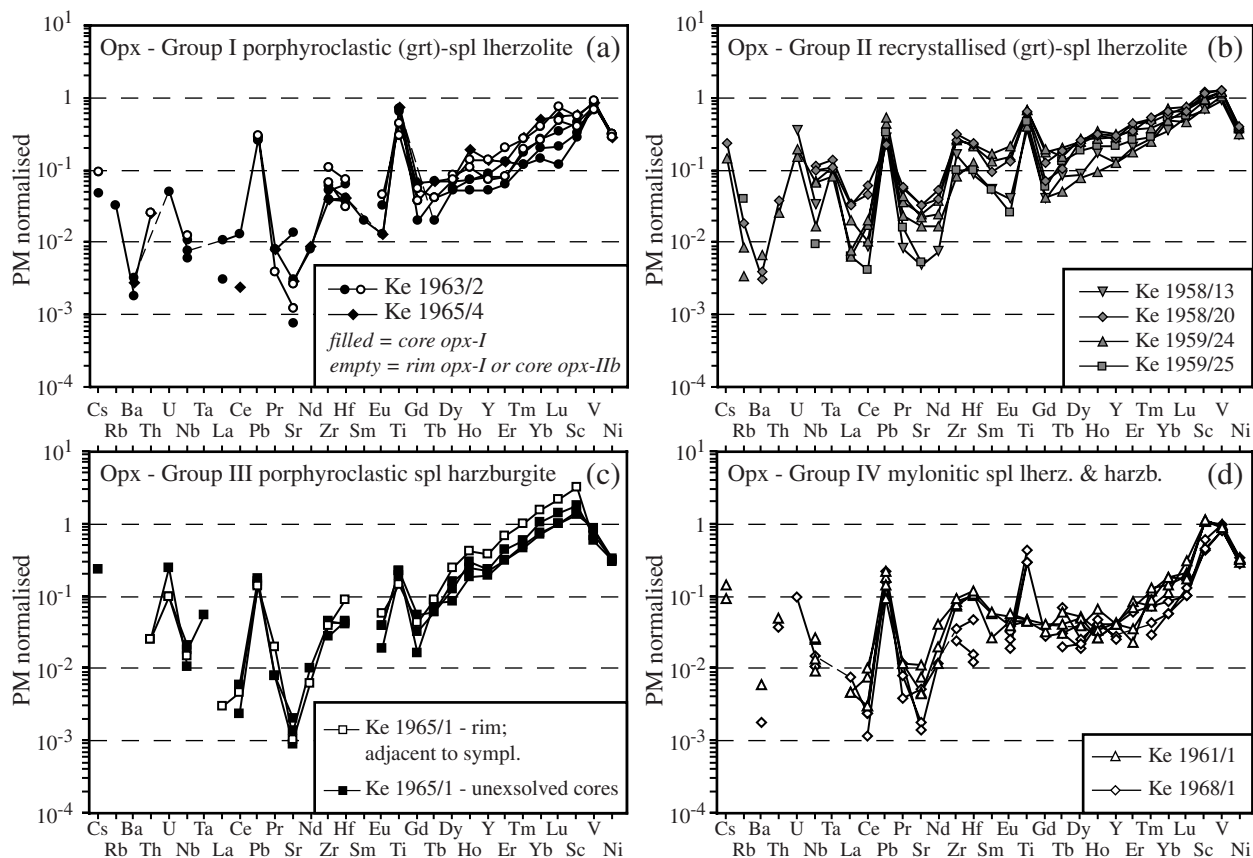 Opx - Group I porphyroclastic (grt)-spl lherzolite (a)
PM normalised
10¹
1
10⁻¹
10⁻²
10⁻³
10⁻⁴
Ke 1963/2
Ke 1965/4
filled = core opx-I
empty = rim opx-I or core opx-IIb
Opx - Group II recrystallised (grt)-spl lherzolite (b)
PM normalised
10¹
1
10⁻¹
10⁻²
10⁻³
10⁻⁴
Ke 1958/13
Ke 1958/20
Ke 1959/24
Ke 1959/25
Cs Ba U Ta Ce Pr Nd Hf Eu Gd Dy Y Tm Lu V
Rb Th Nb La Pb Sr Zr Sm Ti Tb Ho Er Yb Sc Ni
Cs Ba U Ta Ce Pr Nd Hf Eu Gd Dy Y Tm Lu V
Rb Th Nb La Pb Sr Zr Sm Ti Tb Ho Er Yb Sc Ni
Opx - Group III porphyroclastic spl harzburgite (c)
PM normalised
10¹
1
10⁻¹
10⁻²
10⁻³
10⁻⁴
Ke 1965/1 - rim;
adjacent to sympl.
Ke 1965/1 - unexsolved cores
Cs Ba U Ta Ce Pr Nd Hf Eu Gd Dy Y Tm Lu V
Rb Th Nb La Pb Sr Zr Sm Ti Tb Ho Er Yb Sc Ni
Opx - Group IV mylonitic spl lherz. & harzb. (d)
PM normalised
10¹
1
10⁻¹
10⁻²
10⁻³
10⁻⁴
Ke 1961/1
Ke 1968/1
Cs Ba U Ta Ce Pr Nd Hf Eu Gd Dy Y Tm Lu V
Rb Th Nb La Pb Sr Zr Sm Ti Tb Ho Er Yb Sc Ni